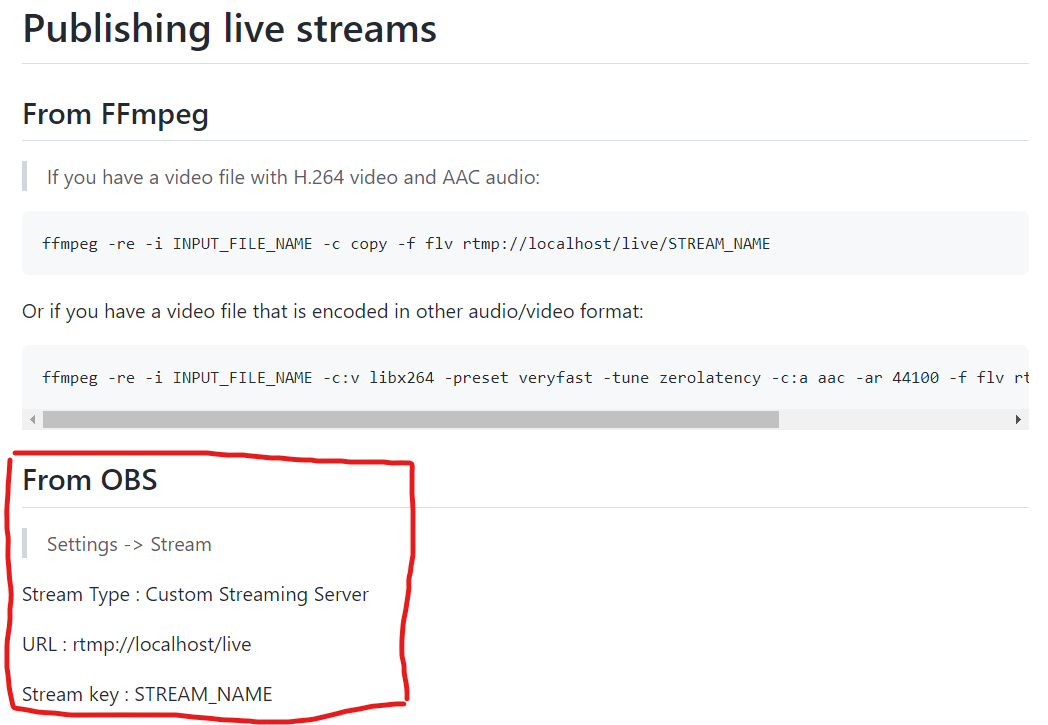 Publishing live streams
From FFmpeg
If you have a video file with H.264 video and AAC audio:
ffmpeg -re -i INPUT_FILE_NAME -c copy -f flv rtmp://localhost/live/STREAM_NAME
Or if you have a video file that is encoded in other audio/video format:
ffmpeg -re -i INPUT_FILE_NAME -c:v libx264 -preset veryfast -tune zerolatency -c:a aac -ar 44100 -f flv rt
From OBS
Settings -> Stream
Stream Type : Custom Streaming Server
URL : rtmp://localhost/live
Stream key : STREAM_NAME